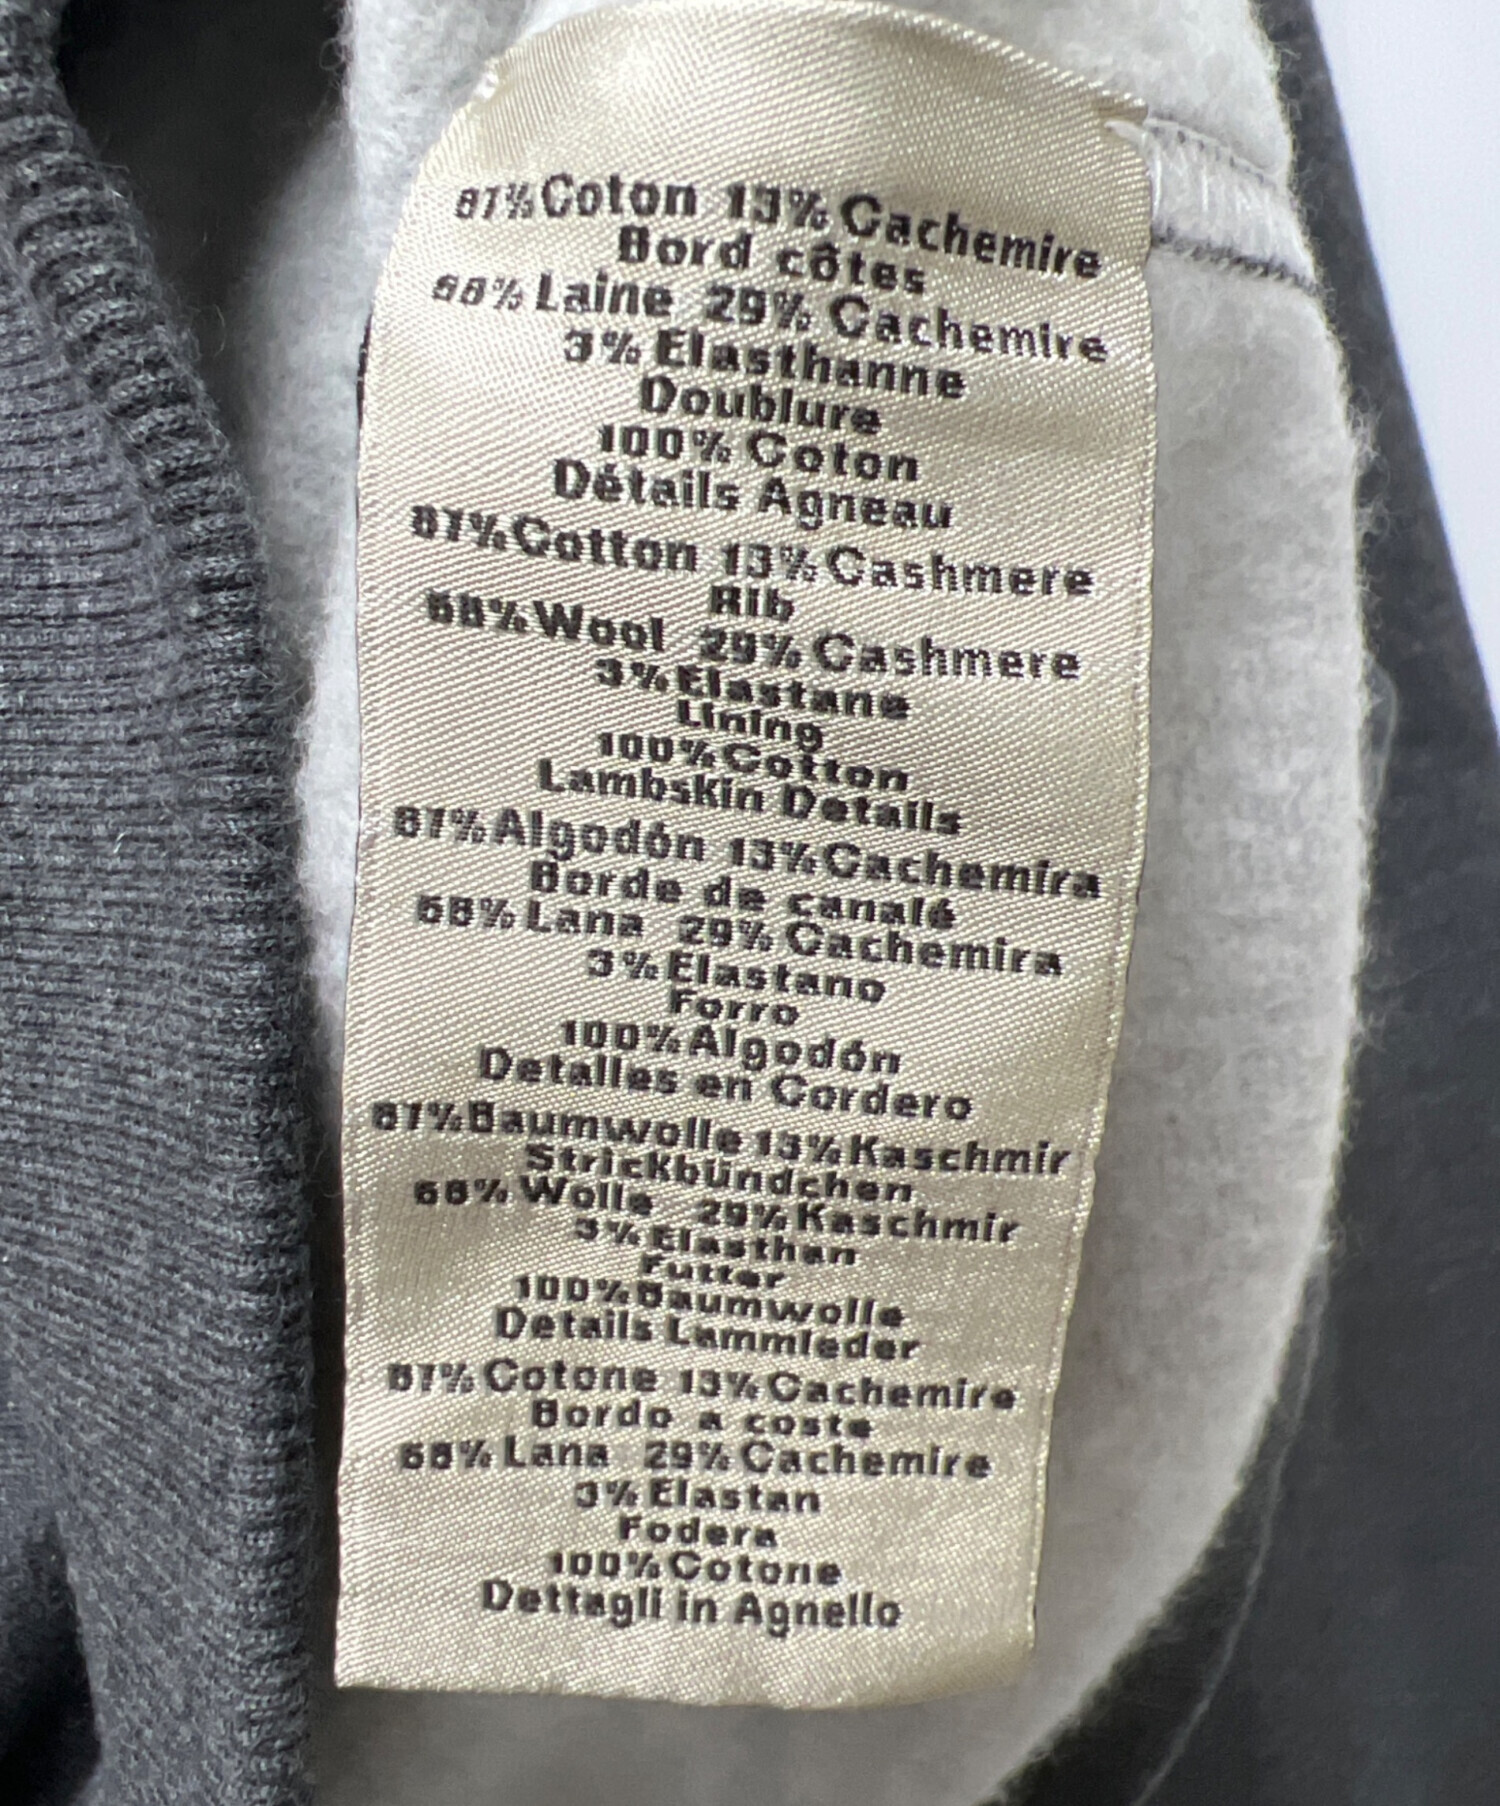 87% Coton 13% Cachemire
Bord côtes
68% Laine 29% Cachemire
3% Elasthanne
Doublure
100% Coton
Détails Agneau
87% Cotton 13% Cashmere
Rib
68% Wool 29% Cashmere
3% Elastane
Lining
100% Cotton
Lambskin Details
87% Algodón 13% Cachemira
Borde de canalé
68% Lana 29% Cachemira
3% Elastano
Forro
100% Algodón
Detalles en Cordero
87% Baumwolle 13% Kaschmir
Strickbündchen
68% Wolle 29% Kaschmir
3% Elasthan
Futter
100% Baumwolle
Details Lammleder
87% Cotone 13% Cachemire
Bordo a coste
68% Lana 29% Cachemire
3% Elastan
Fodera
100% Cotone
Dettagli in Agnello